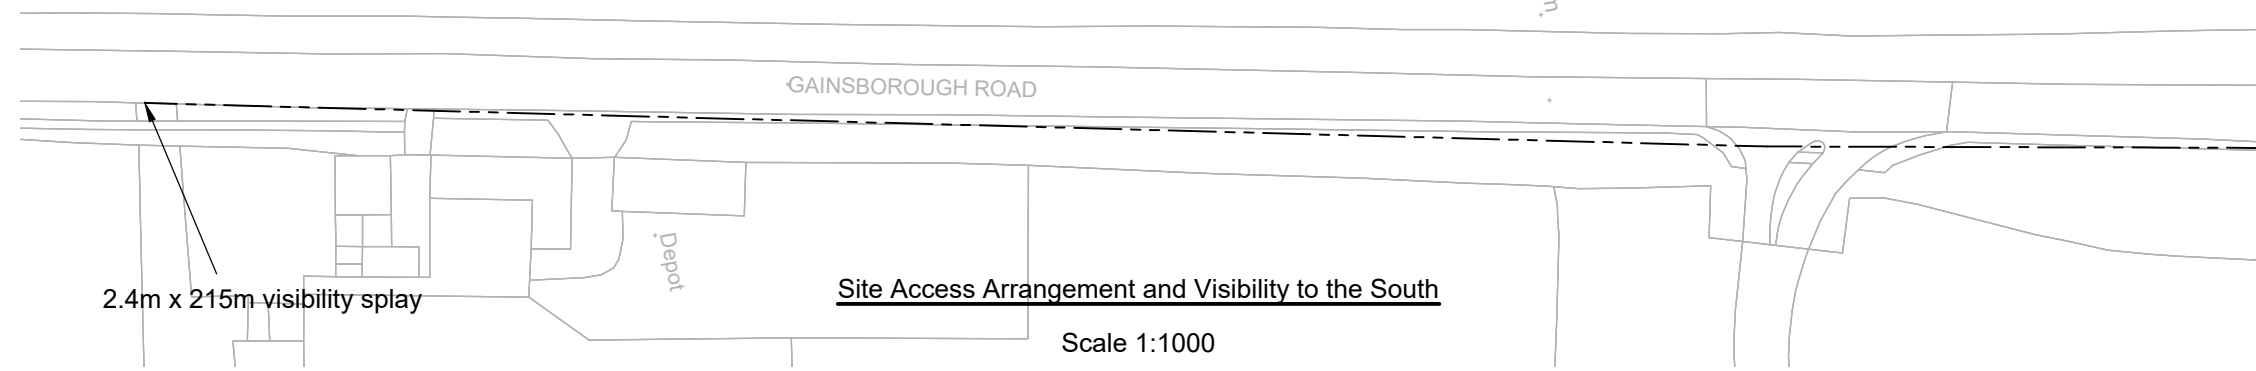 GAINSBOROUGH ROAD
Depot
2.4m x 215m visibility splay
Site Access Arrangement and Visibility to the South
Scale 1:1000